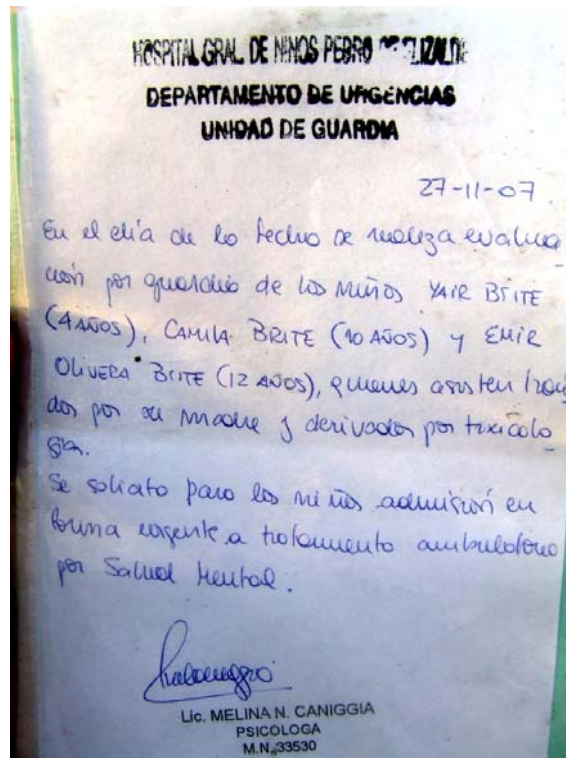 HOSPITAL GRAL. DE NIÑOS PEDRO DE ELIZALDE
DEPARTAMENTO DE URGENCIAS
UNIDAD DE GUARDIA
27-11-07
En el día de la fecha se realiza evalua
ción por guardia de los niños YAIR BRITE
(4 AÑOS), CAMILA BRITE (10 AÑOS) y EMIR
OLIVERA BRITE (12 AÑOS), quienes asisten traí
dos por su madre y derivados por toxicolo
gía.
Se solicita para los niños admisión en
forma urgente a tratamiento ambulatorio
por Salud Mental.
Lic. MELINA N. CANIGGIA
PSICOLOGA
M.N. 33530